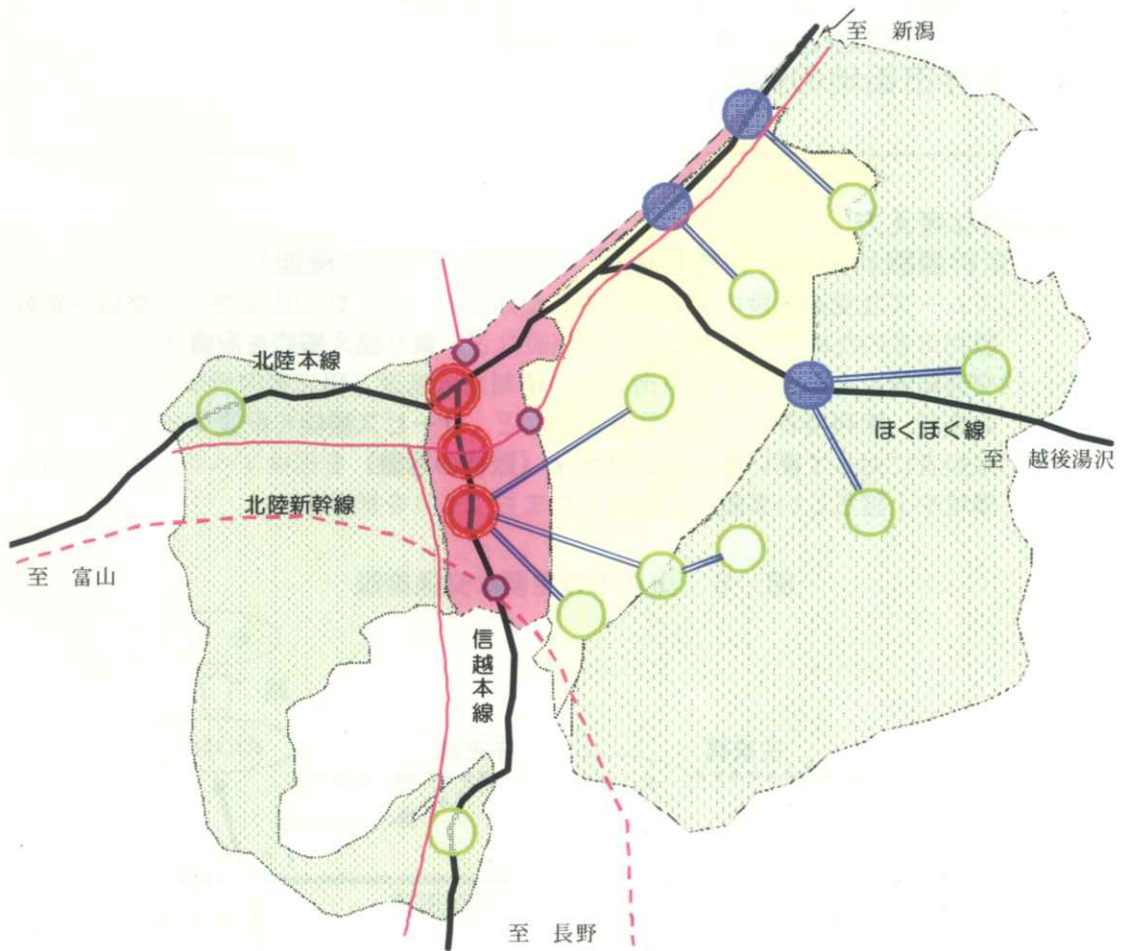 至 新潟
北陸本線
ほくほく線
至 越後湯沢
北陸新幹線
至 富山
信越本線
至 長野